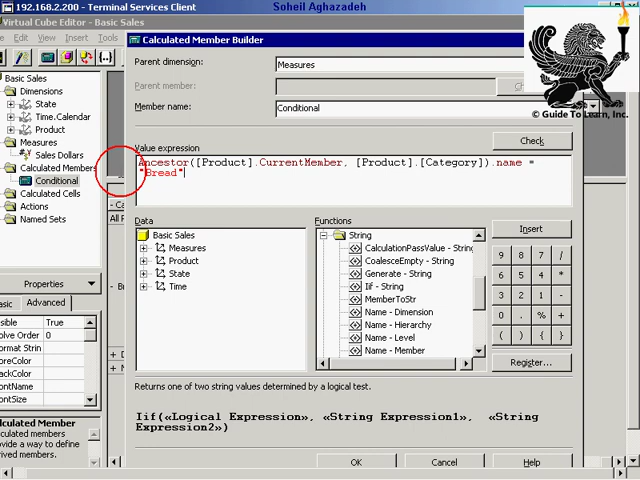 192.168.2.200 - Terminal Services Client
Soheil Aghazadeh
Virtual Cube Editor - Basic Sales
Edit View Insert Tools
Calculated Member Builder
Parent dimension:
Measures
Parent member:
Member name:
Conditional
© Guide To Learn, Inc.
Value expression
Check
Ancestor([Product].CurrentMember, [Product].[Category]).name =
"Bread"
Basic Sales
Dimensions
State
Time.Calendar
Product
Measures
Sales Dollars
Calculated Members
Conditional
Calculated Cells
Actions
Named Sets
Properties
Advanced
True
0
Data
Basic Sales
Measures
Product
State
Time
Functions
String
CalculationPassValue - String
CoalesceEmpty - String
Generate - String
Iif - String
MemberToStr
Name - Dimension
Name - Hierarchy
Name - Level
Name - Member
Insert
9 8 7 /
6 5 4 *
3 2 1 -
0 . % +
( ) { }
Register...
Returns one of two string values determined by a logical test.
Iif(«Logical Expression», «String Expression1», «String
Expression2»)
OK
Cancel
Help